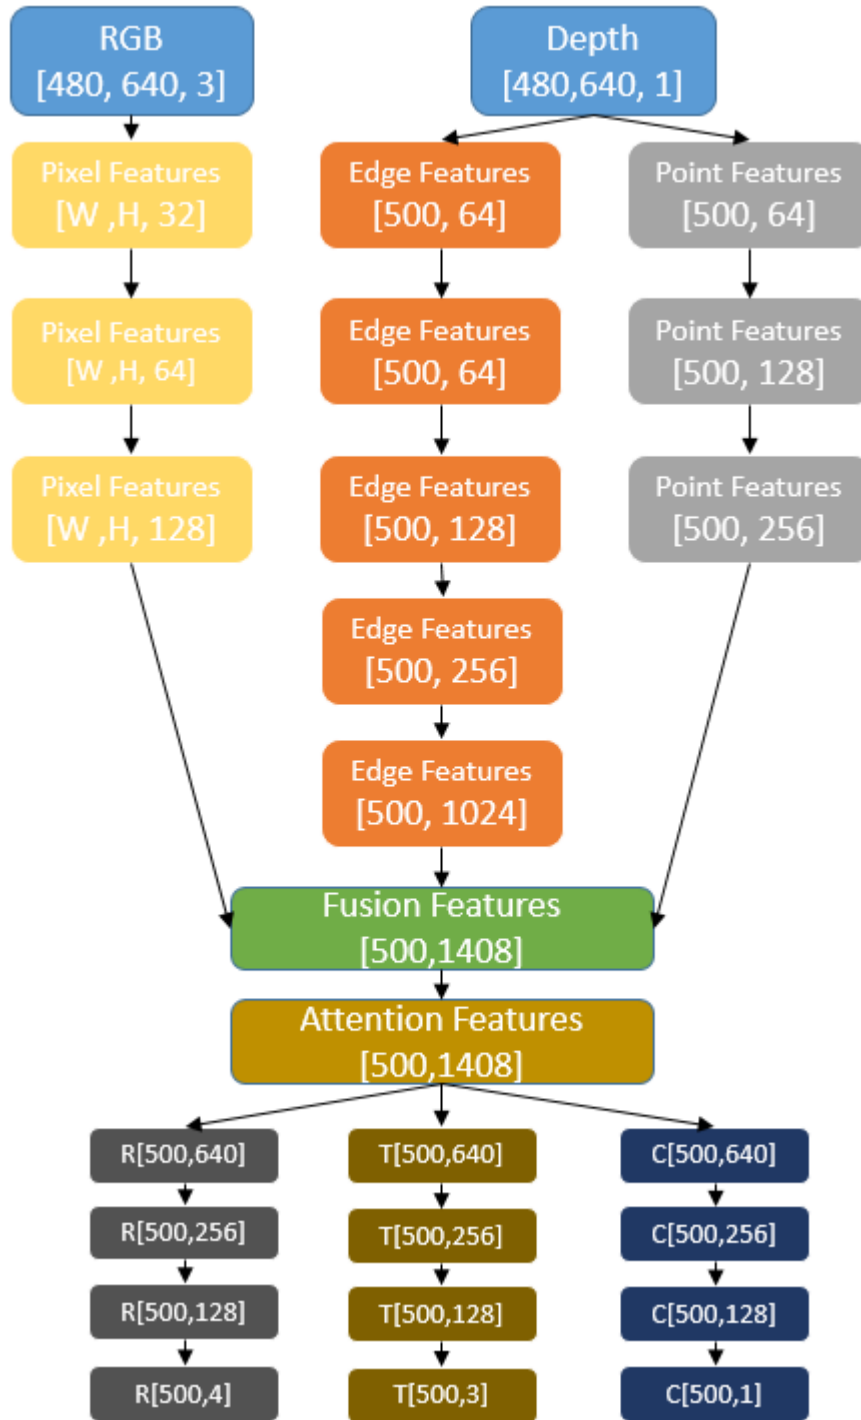 RGB
[480, 640, 3]
Depth
[480,640, 1]
Pixel Features
[W ,H, 32]
Edge Features
[500, 64]
Point Features
[500, 64]
Pixel Features
[W ,H, 64]
Edge Features
[500, 64]
Point Features
[500, 128]
Pixel Features
[W ,H, 128]
Edge Features
[500, 128]
Point Features
[500, 256]
Edge Features
[500, 256]
Edge Features
[500, 1024]
Fusion Features
[500,1408]
Attention Features
[500,1408]
R[500,640]
T[500,640]
C[500,640]
R[500,256]
T[500,256]
C[500,256]
R[500,128]
T[500,128]
C[500,128]
R[500,4]
T[500,3]
C[500,1]